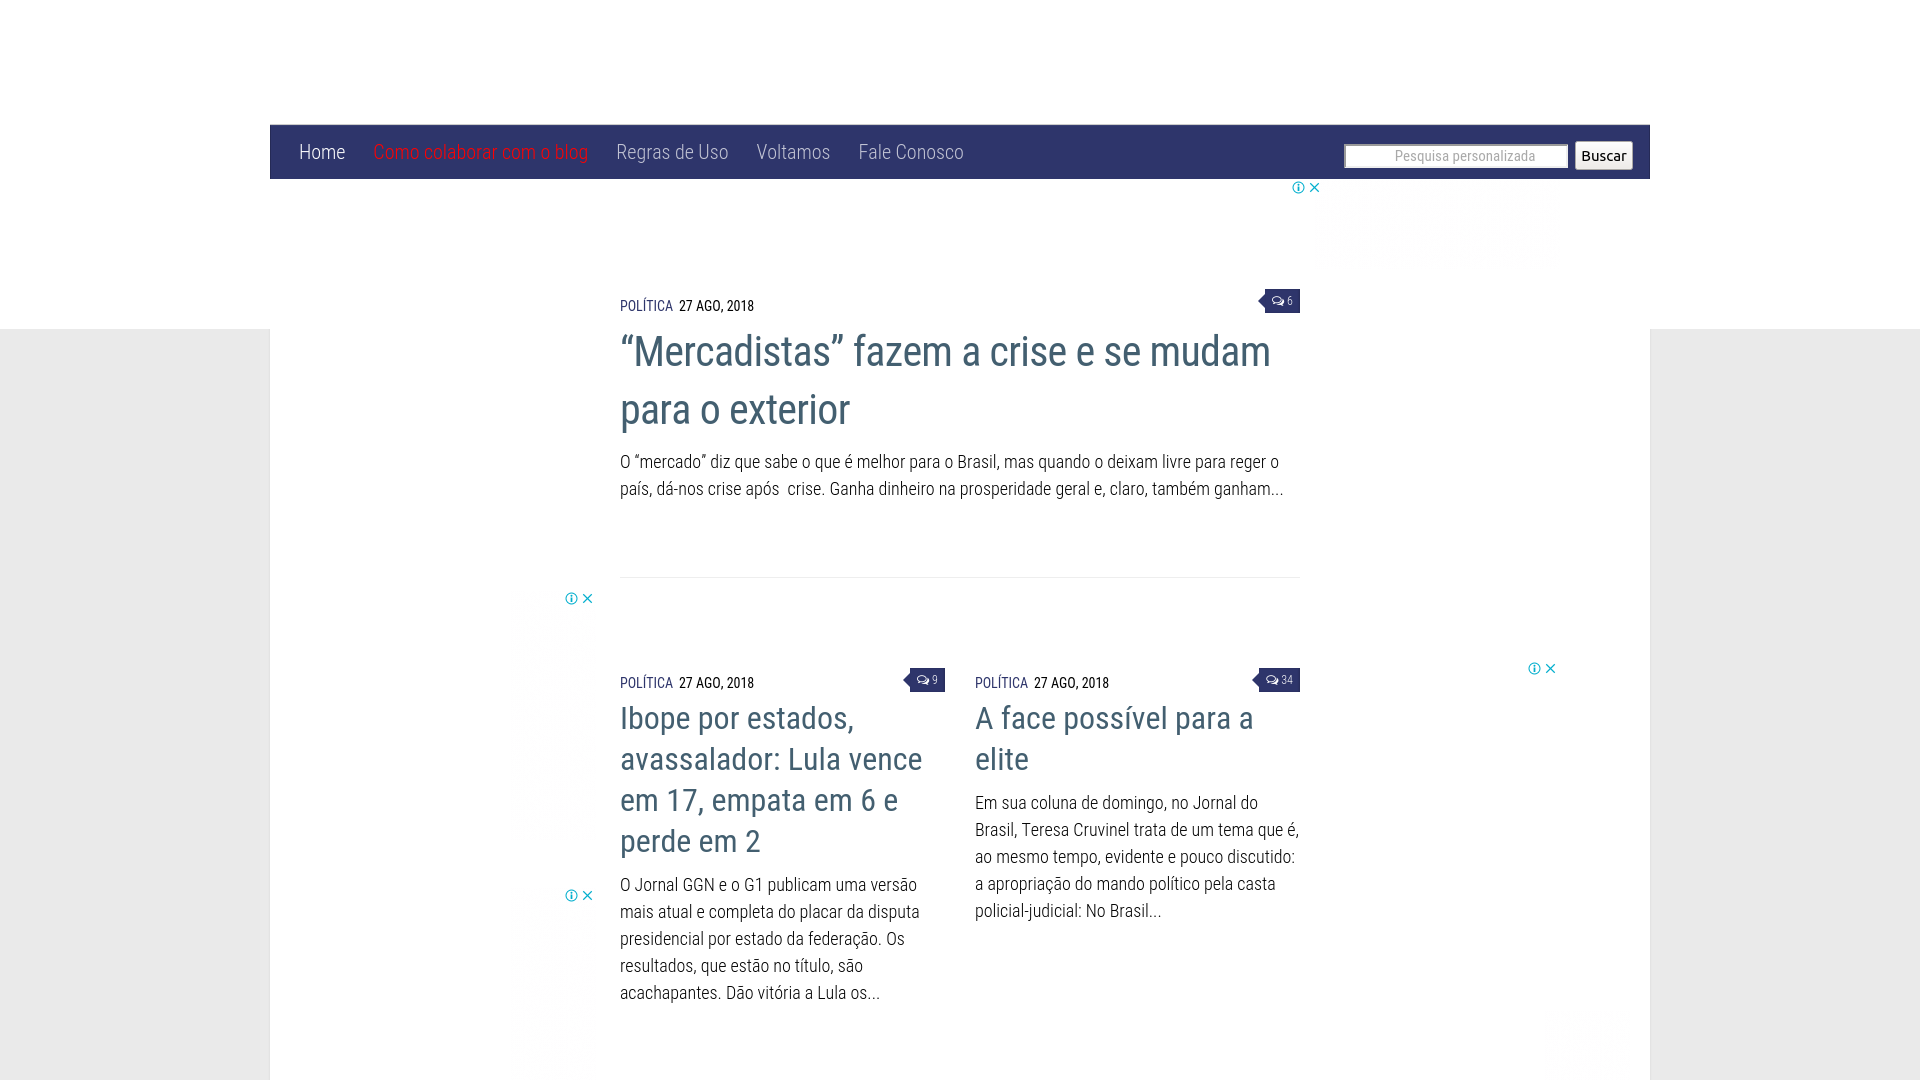 Home Como colaborar com o blog Regras de Uso Voltamos Fale Conosco Pesquisa personalizada Buscar
POLÍTICA 27 AGO, 2018 6
“Mercadistas” fazem a crise e se mudam
para o exterior
O “mercado” diz que sabe o que é melhor para o Brasil, mas quando o deixam livre para reger o
país, dá-nos crise após  crise. Ganha dinheiro na prosperidade geral e, claro, também ganham...
POLÍTICA 27 AGO, 2018 9
Ibope por estados,
avassalador: Lula vence
em 17, empata em 6 e
perde em 2
O Jornal GGN e o G1 publicam uma versão
mais atual e completa do placar da disputa
presidencial por estado da federação. Os
resultados, que estão no título, são
acachapantes. Dão vitória a Lula os...
POLÍTICA 27 AGO, 2018 34
A face possível para a
elite
Em sua coluna de domingo, no Jornal do
Brasil, Teresa Cruvinel trata de um tema que é,
ao mesmo tempo, evidente e pouco discutido:
a apropriação do mando político pela casta
policial-judicial: No Brasil...